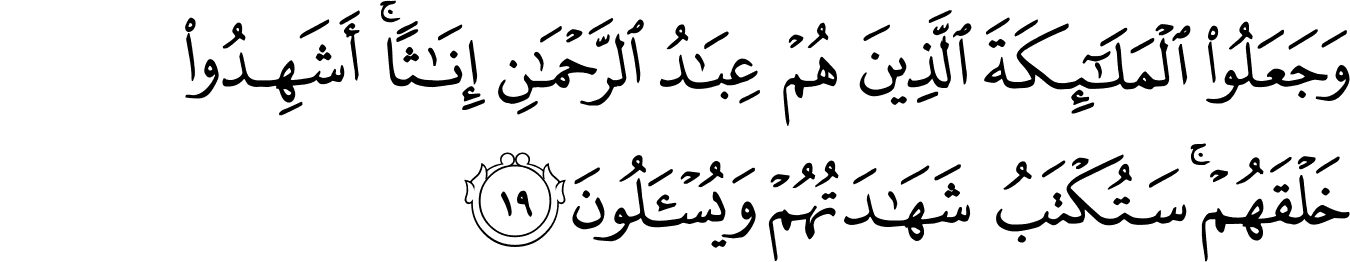 وَجَعَلُوا۟ ٱلْمَلَـٰٓئِكَةَ ٱلَّذِينَ هُمْ عِبَـٰدُ ٱلرَّحْمَـٰنِ إِنَـٰثًا ۚ أَشَهِدُوا۟
خَلْقَهُمْ ۚ سَتُكْتَبُ شَهَـٰدَتُهُمْ وَيُسْـَٔلُونَ ١٩